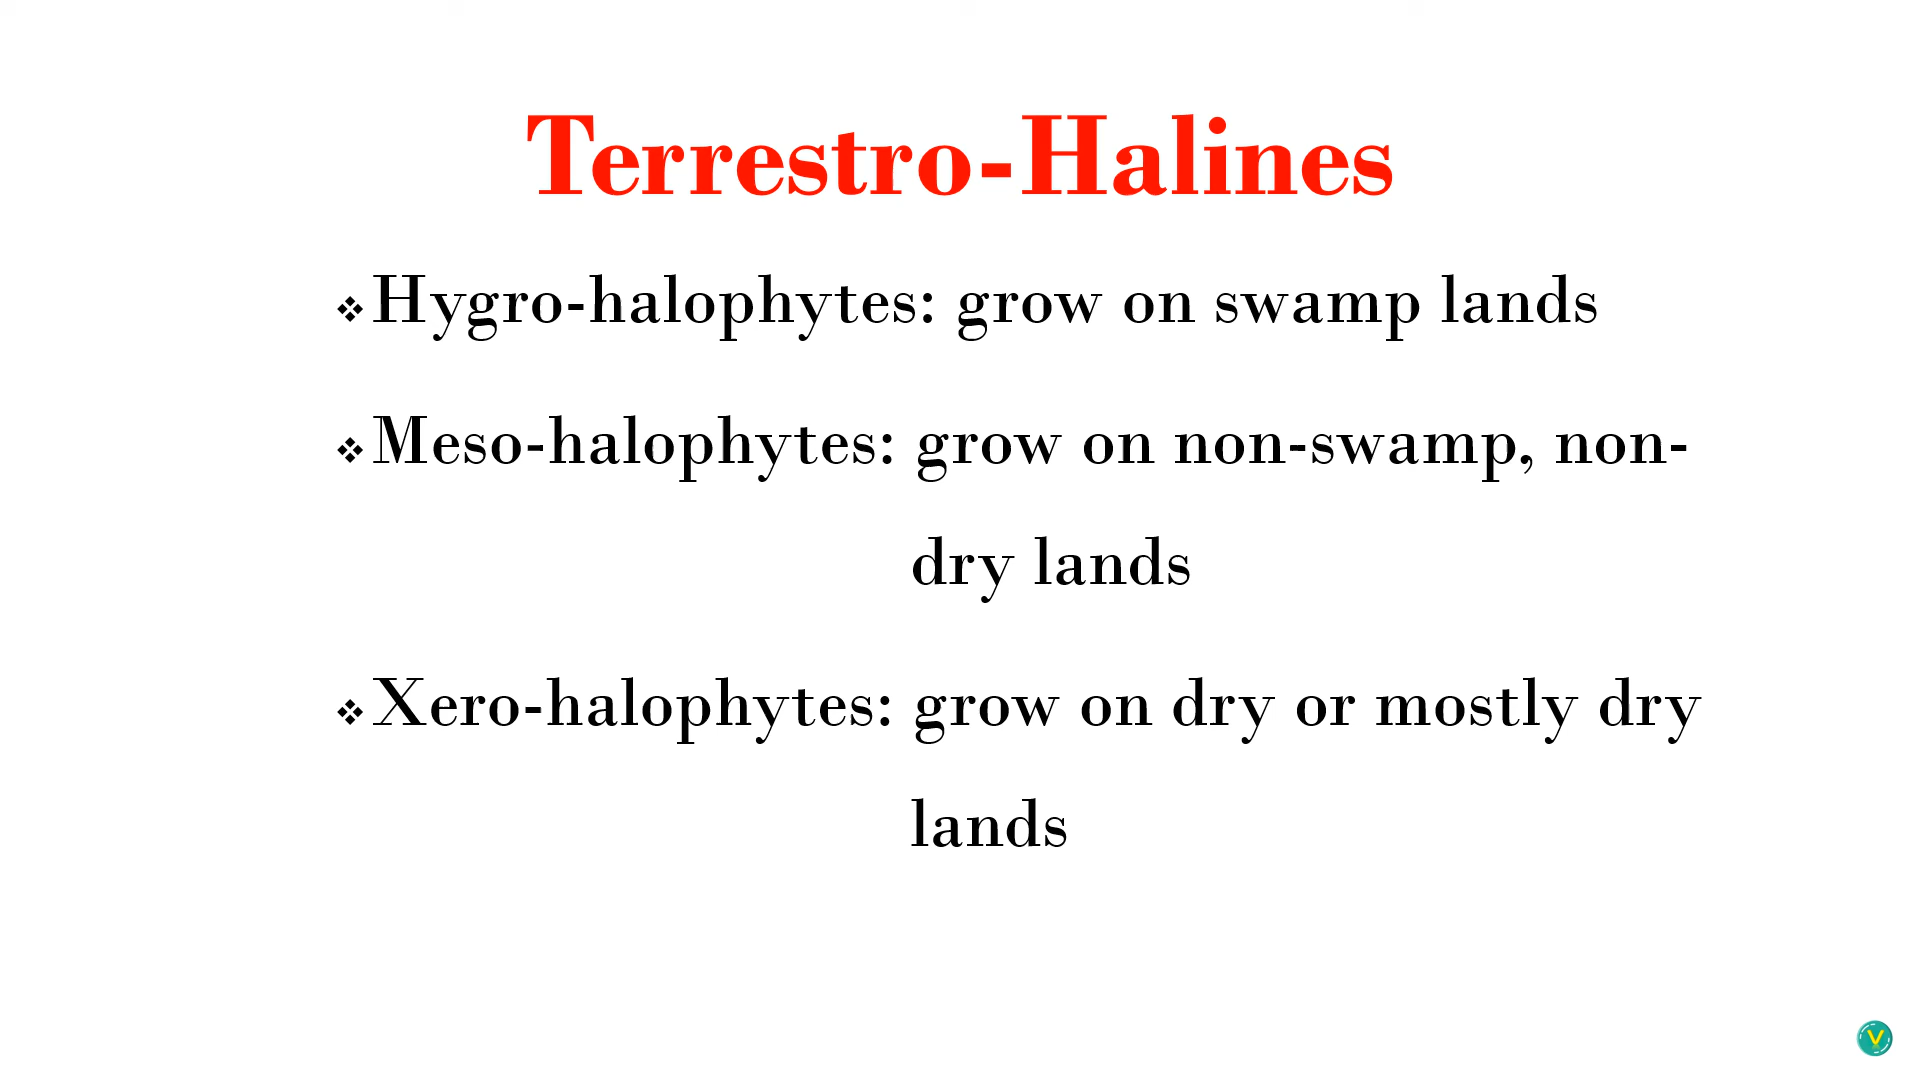 Terrestro-Halines
❖Hygro-halophytes: grow on swamp lands
❖Meso-halophytes: grow on non-swamp, non-
dry lands
❖Xero-halophytes: grow on dry or mostly dry
lands
V